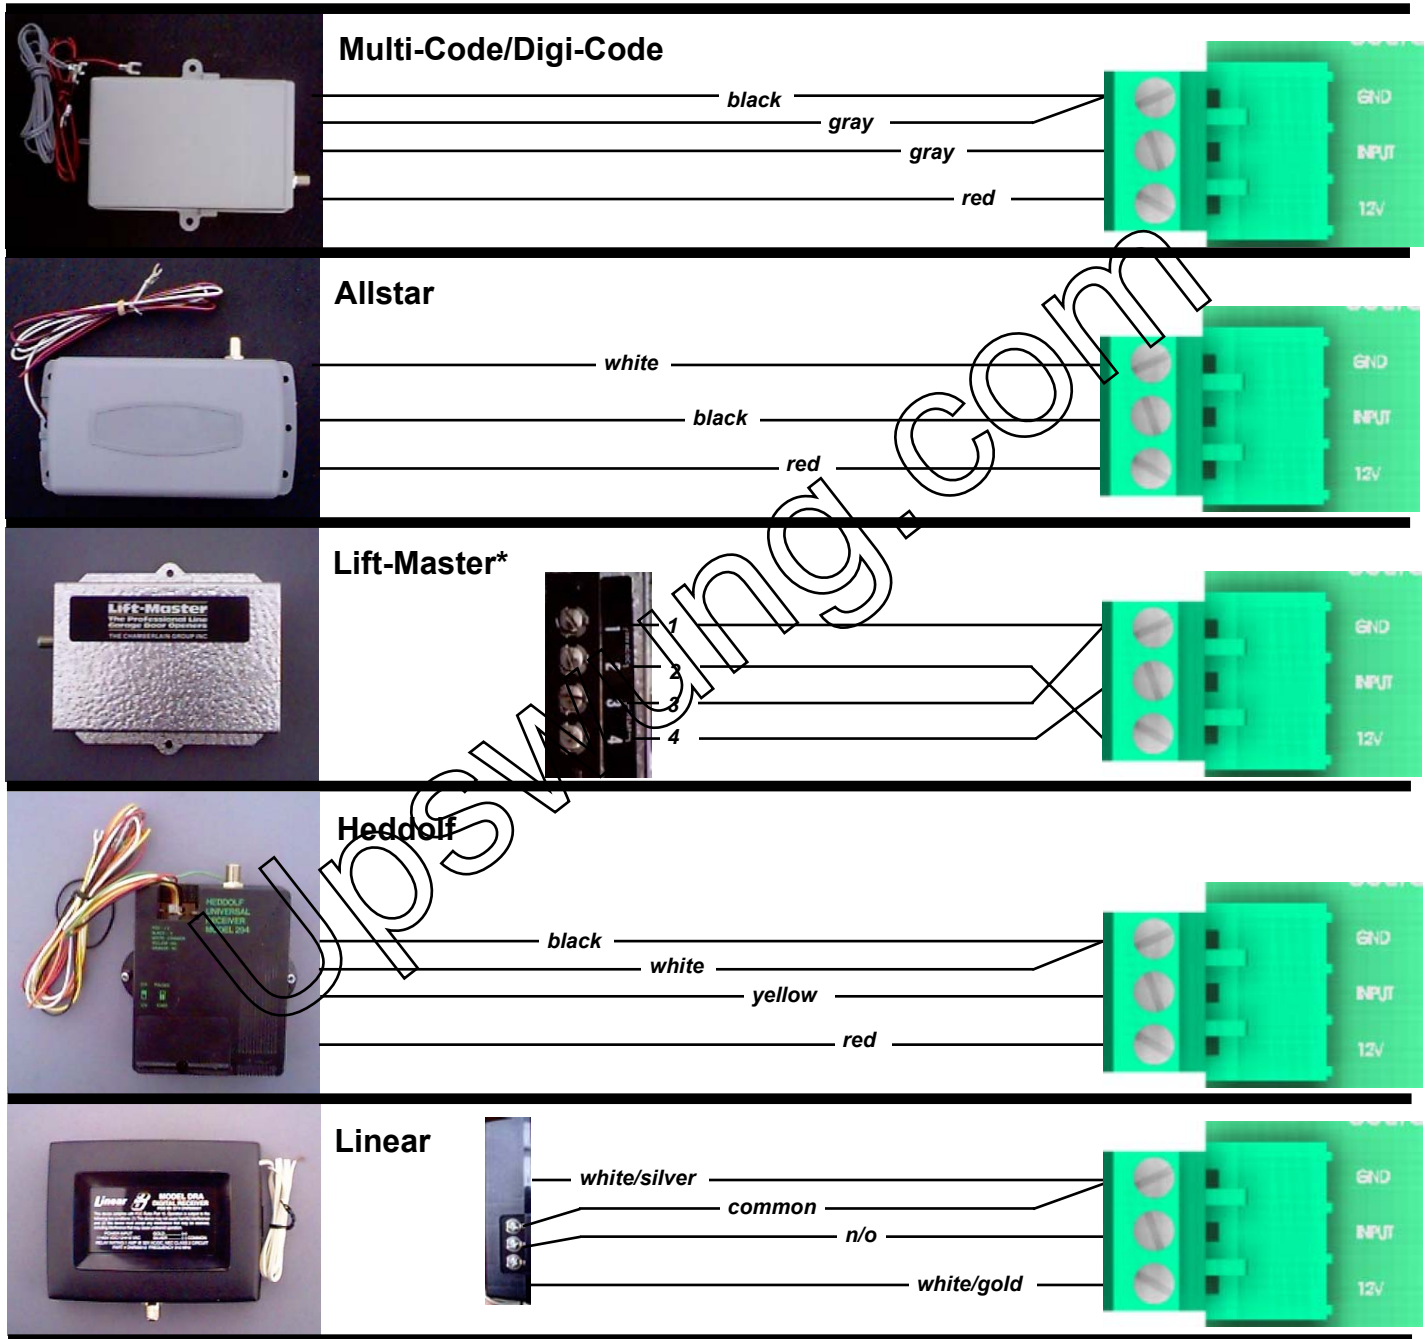 Multi-Code/Digi-Code
black
gray
gray
red
GND
INPUT
12V
Allstar
white
black
red
GND
INPUT
12V
Lift-Master*
Lift-Master
The Professional Line
Garage Door Openers
THE CHAMBERLAIN GROUP INC
1
2
3
4
1
2
3
4
GND
INPUT
12V
Heddolf
HEDDOLF
UNIVERSAL
RECEIVER
MODEL 294
black
white
yellow
red
GND
INPUT
12V
Linear
Linear
MODEL DRA
DIGITAL RECEIVER
white/silver
common
n/o
white/gold
GND
INPUT
12V
Upswung.com